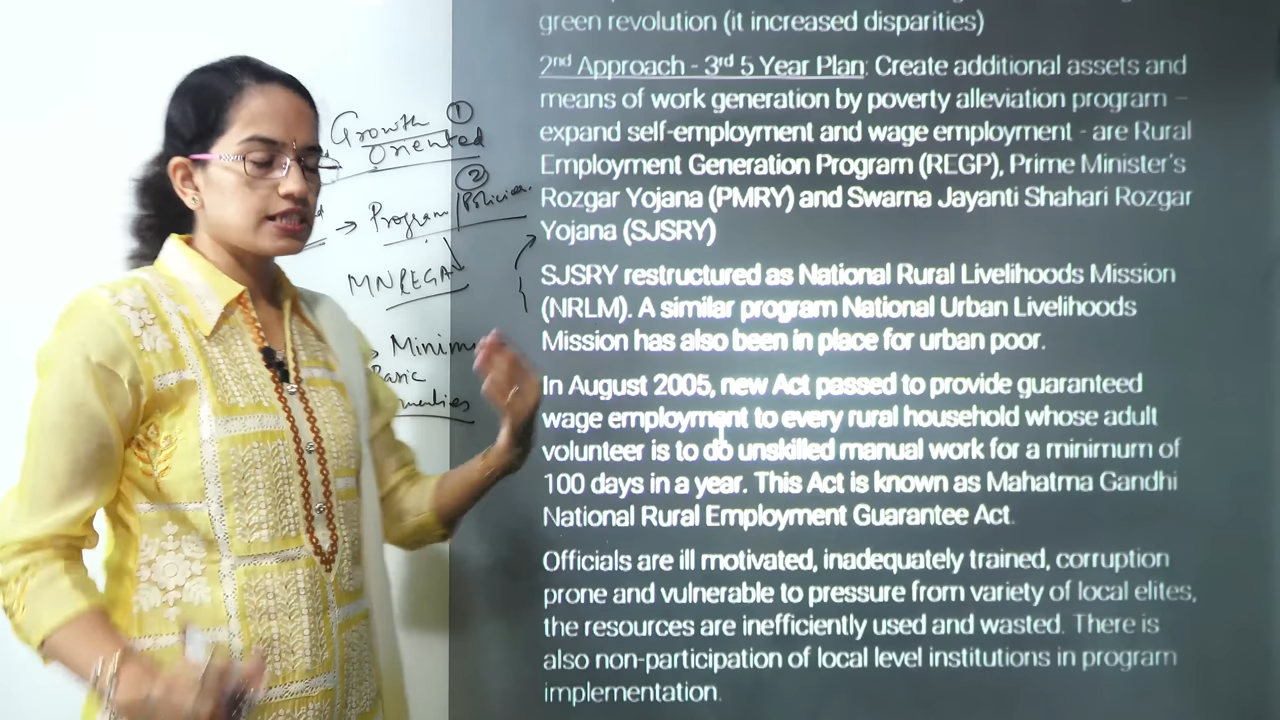 Growth ①
Oriented
②
→ Program/Policies
MNREGA
→ Minim
Basic
green revolution (it increased disparities)
2nd Approach - 3rd 5 Year Plan: Create additional assets and
means of work generation by poverty alleviation program –
expand self-employment and wage employment - are Rural
Employment Generation Program (REGP), Prime Minister's
Rozgar Yojana (PMRY) and Swarna Jayanti Shahari Rozgar
Yojana (SJSRY)
SJSRY restructured as National Rural Livelihoods Mission
(NRLM). A similar program National Urban Livelihoods
Mission has also been in place for urban poor.
In August 2005, new Act passed to provide guaranteed
wage employment to every rural household whose adult
volunteer is to do unskilled manual work for a minimum of
100 days in a year. This Act is known as Mahatma Gandhi
National Rural Employment Guarantee Act.
Officials are ill motivated, inadequately trained, corruption
prone and vulnerable to pressure from variety of local elites,
the resources are inefficiently used and wasted. There is
also non-participation of local level institutions in program
implementation.